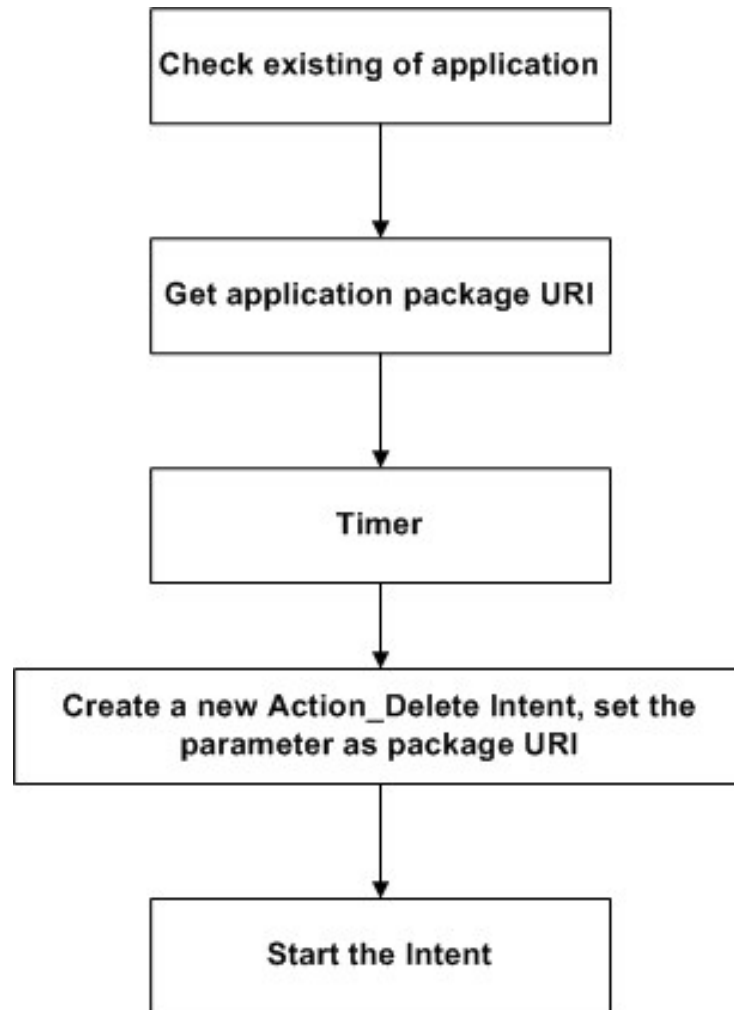 Check existing of application
Get application package URI
Timer
Create a new Action_Delete Intent, set the
parameter as package URI
Start the Intent